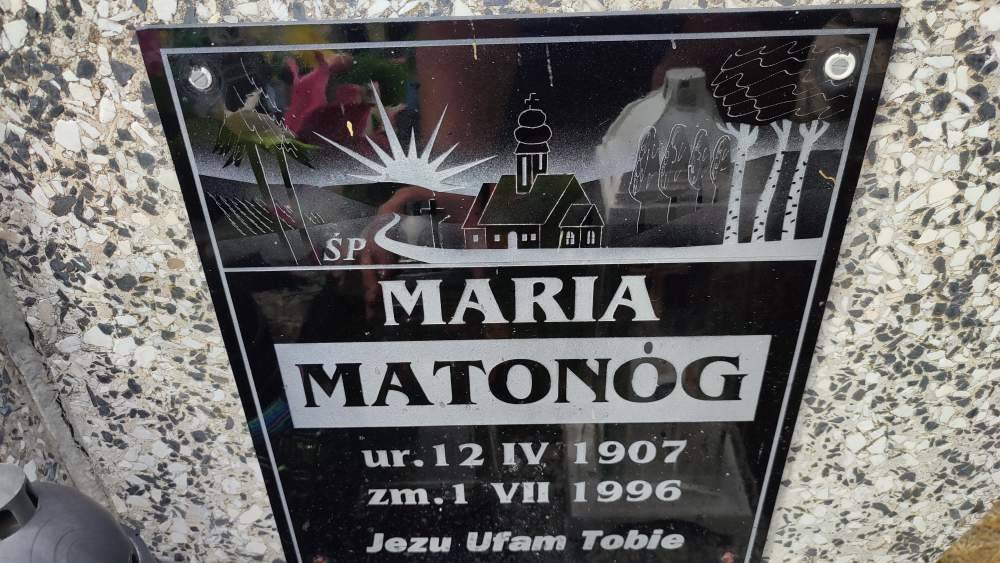 ŚP
MARIA
MATONÓG
ur. 12 IV 1907
zm. 1 VII 1996
Jezu Ufam Tobie